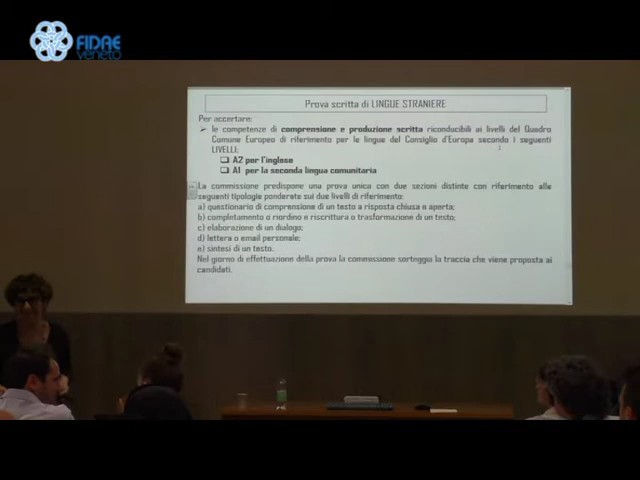 FIDAE
veneto
Prova scritta di LINGUE STRANIERE
Per accertare:
➢ le competenze di comprensione e produzione scritta riconducibili ai livelli del Quadro
Comune Europeo di riferimento per le lingue del Consiglio d'Europa secondo i seguenti
LIVELLI:
❑ A2 per l'inglese
❑ A1 per la seconda lingua comunitaria
La commissione predispone una prova unica con due sezioni distinte con riferimento alle
seguenti tipologie ponderate sui due livelli di riferimento:
a) questionario di comprensione di un testo a risposta chiusa e aperta;
b) completamento o riordino e riscrittura o trasformazione di un testo;
c) elaborazione di un dialogo;
d) lettera o email personale;
e) sintesi di un testo.
Nel giorno di effettuazione della prova la commissione sorteggia la traccia che viene proposta ai
candidati.